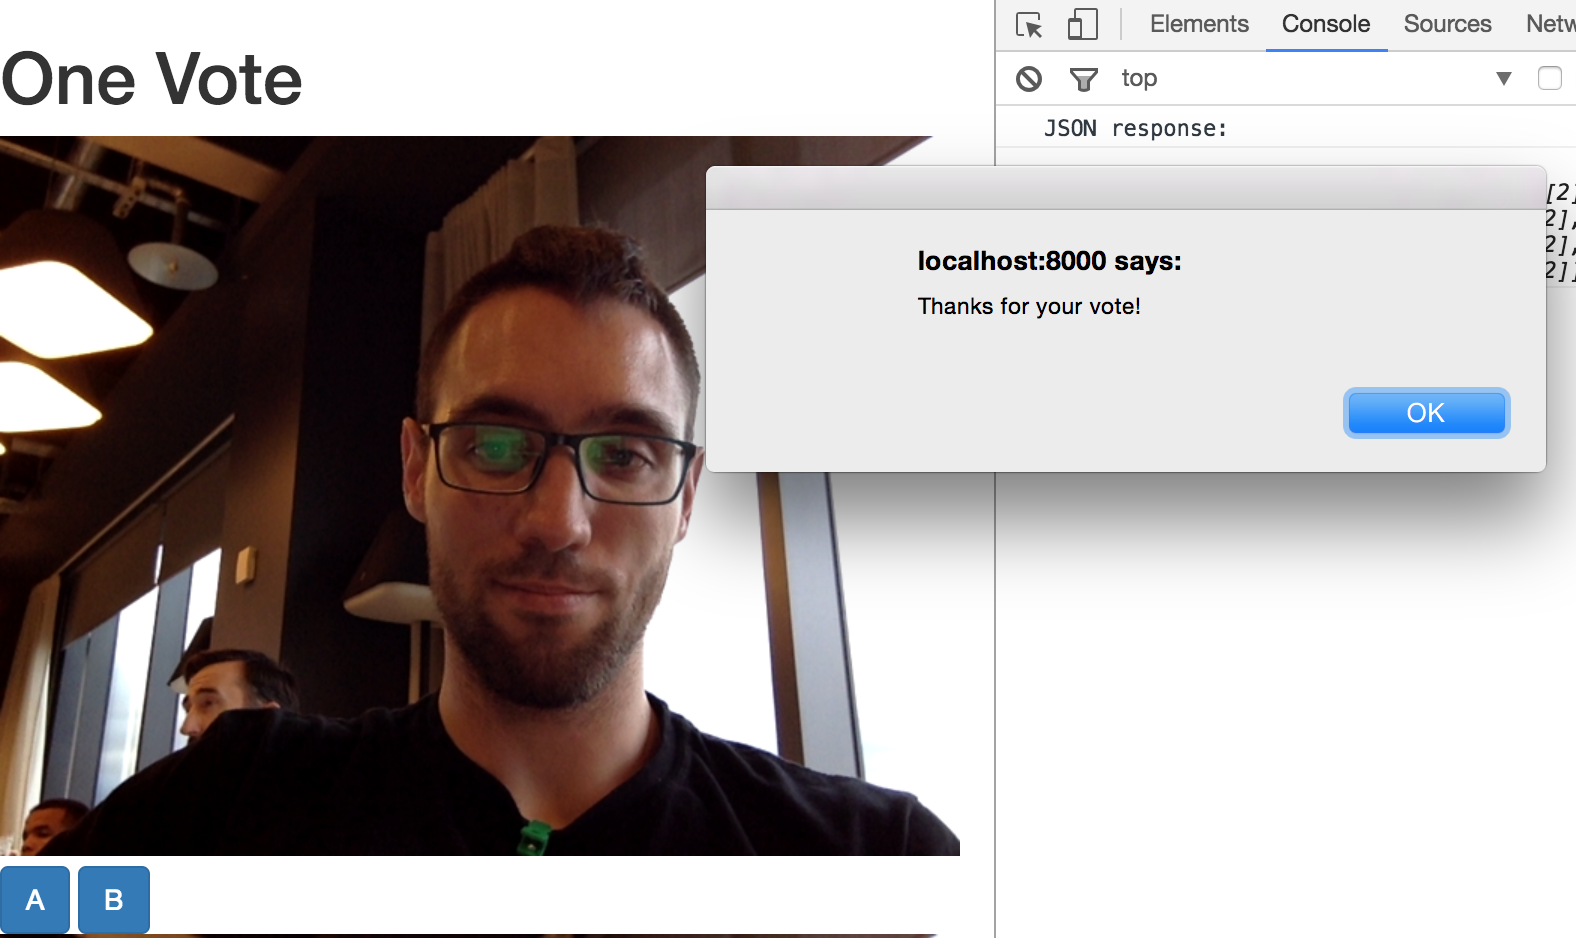 One Vote
Elements Console Sources Netw
top
JSON response:
[2]
2],
2],
2]]
localhost:8000 says:
Thanks for your vote!
OK
A B